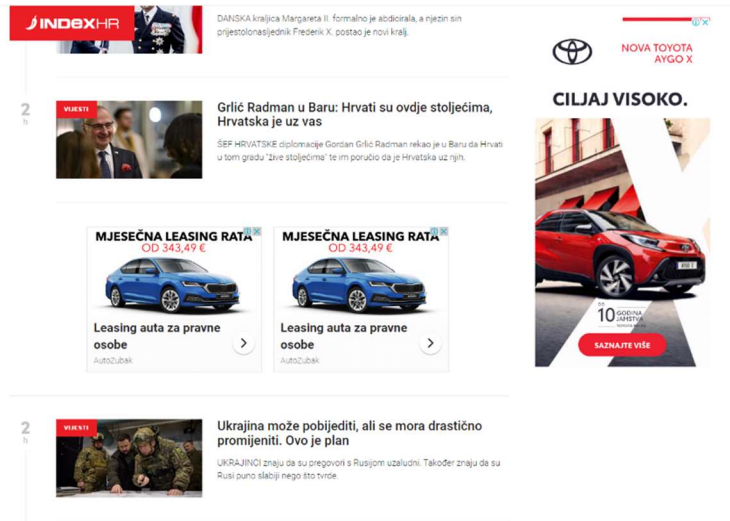 INDEXHR
DANSKA kraljica Margareta II. formalno je abdicirala, a njezin sin
prijestolonasljednik Frederik X. postao je novi kralj.
2
h
VIJESTI
Grlić Radman u Baru: Hrvati su ovdje stoljećima,
Hrvatska je uz vas
ŠEF HRVATSKE diplomacije Gordan Grlić Radman rekao je u Baru da Hrvati
u tom gradu "žive stoljećima" te im poručio da je Hrvatska uz njih.
MJESEČNA LEASING RATA
OD 343,49 €
Leasing auta za pravne
osobe
AutoZubak
MJESEČNA LEASING RATA
OD 343,49 €
Leasing auta za pravne
osobe
AutoZubak
2
h
VIJESTI
Ukrajina može pobijediti, ali se mora drastično
promijeniti. Ovo je plan
UKRAJINCI znaju da su pregovori s Rusijom uzaludni. Također znaju da su
Rusi puno slabiji nego što tvrde.
NOVA TOYOTA
AYGO X
CILJAJ VISOKO.
10 GODINA
JAMSTVA
SAZNAJTE VIŠE